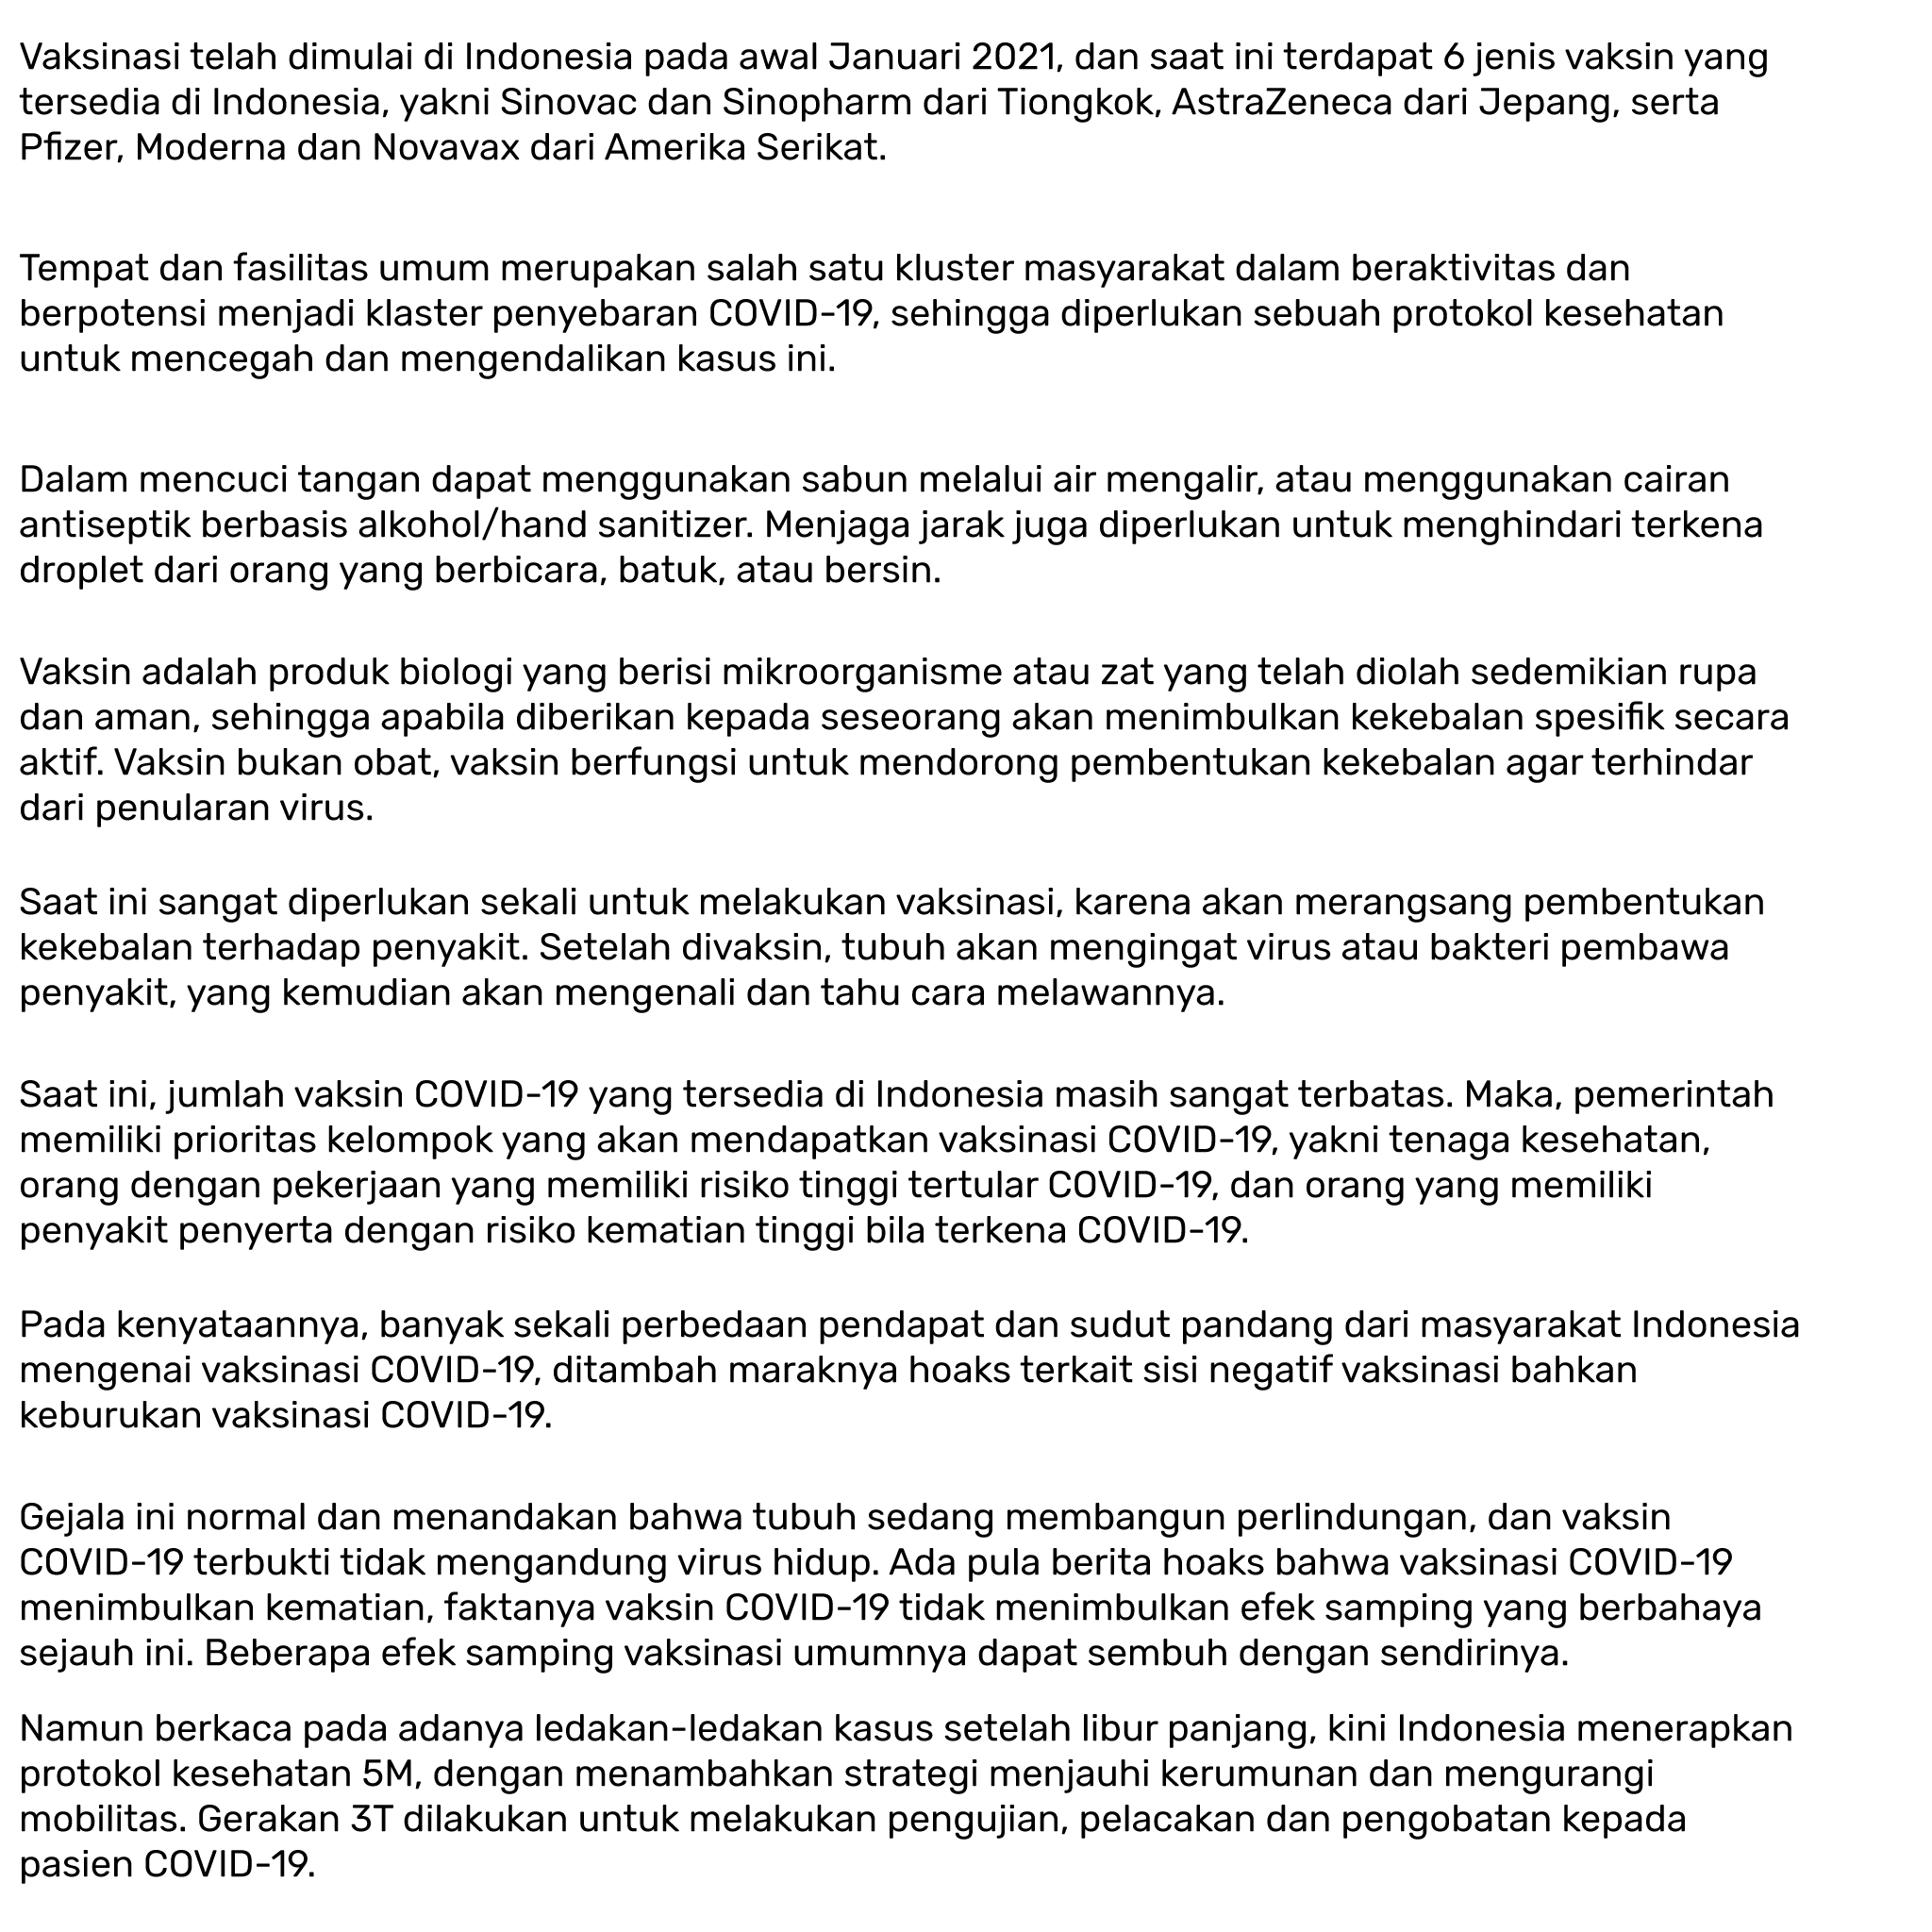 Vaksinasi telah dimulai di Indonesia pada awal Januari 2021, dan saat ini terdapat 6 jenis vaksin yang
tersedia di Indonesia, yakni Sinovac dan Sinopharm dari Tiongkok, AstraZeneca dari Jepang, serta
Pfizer, Moderna dan Novavax dari Amerika Serikat.
Tempat dan fasilitas umum merupakan salah satu kluster masyarakat dalam beraktivitas dan
berpotensi menjadi klaster penyebaran COVID-19, sehingga diperlukan sebuah protokol kesehatan
untuk mencegah dan mengendalikan kasus ini.
Dalam mencuci tangan dapat menggunakan sabun melalui air mengalir, atau menggunakan cairan
antiseptik berbasis alkohol/hand sanitizer. Menjaga jarak juga diperlukan untuk menghindari terkena
droplet dari orang yang berbicara, batuk, atau bersin.
Vaksin adalah produk biologi yang berisi mikroorganisme atau zat yang telah diolah sedemikian rupa
dan aman, sehingga apabila diberikan kepada seseorang akan menimbulkan kekebalan spesifik secara
aktif. Vaksin bukan obat, vaksin berfungsi untuk mendorong pembentukan kekebalan agar terhindar
dari penularan virus.
Saat ini sangat diperlukan sekali untuk melakukan vaksinasi, karena akan merangsang pembentukan
kekebalan terhadap penyakit. Setelah divaksin, tubuh akan mengingat virus atau bakteri pembawa
penyakit, yang kemudian akan mengenali dan tahu cara melawannya.
Saat ini, jumlah vaksin COVID-19 yang tersedia di Indonesia masih sangat terbatas. Maka, pemerintah
memiliki prioritas kelompok yang akan mendapatkan vaksinasi COVID-19, yakni tenaga kesehatan,
orang dengan pekerjaan yang memiliki risiko tinggi tertular COVID-19, dan orang yang memiliki
penyakit penyerta dengan risiko kematian tinggi bila terkena COVID-19.
Pada kenyataannya, banyak sekali perbedaan pendapat dan sudut pandang dari masyarakat Indonesia
mengenai vaksinasi COVID-19, ditambah maraknya hoaks terkait sisi negatif vaksinasi bahkan
keburukan vaksinasi COVID-19.
Gejala ini normal dan menandakan bahwa tubuh sedang membangun perlindungan, dan vaksin
COVID-19 terbukti tidak mengandung virus hidup. Ada pula berita hoaks bahwa vaksinasi COVID-19
menimbulkan kematian, faktanya vaksin COVID-19 tidak menimbulkan efek samping yang berbahaya
sejauh ini. Beberapa efek samping vaksinasi umumnya dapat sembuh dengan sendirinya.
Namun berkaca pada adanya ledakan-ledakan kasus setelah libur panjang, kini Indonesia menerapkan
protokol kesehatan 5M, dengan menambahkan strategi menjauhi kerumunan dan mengurangi
mobilitas. Gerakan 3T dilakukan untuk melakukan pengujian, pelacakan dan pengobatan kepada
pasien COVID-19.